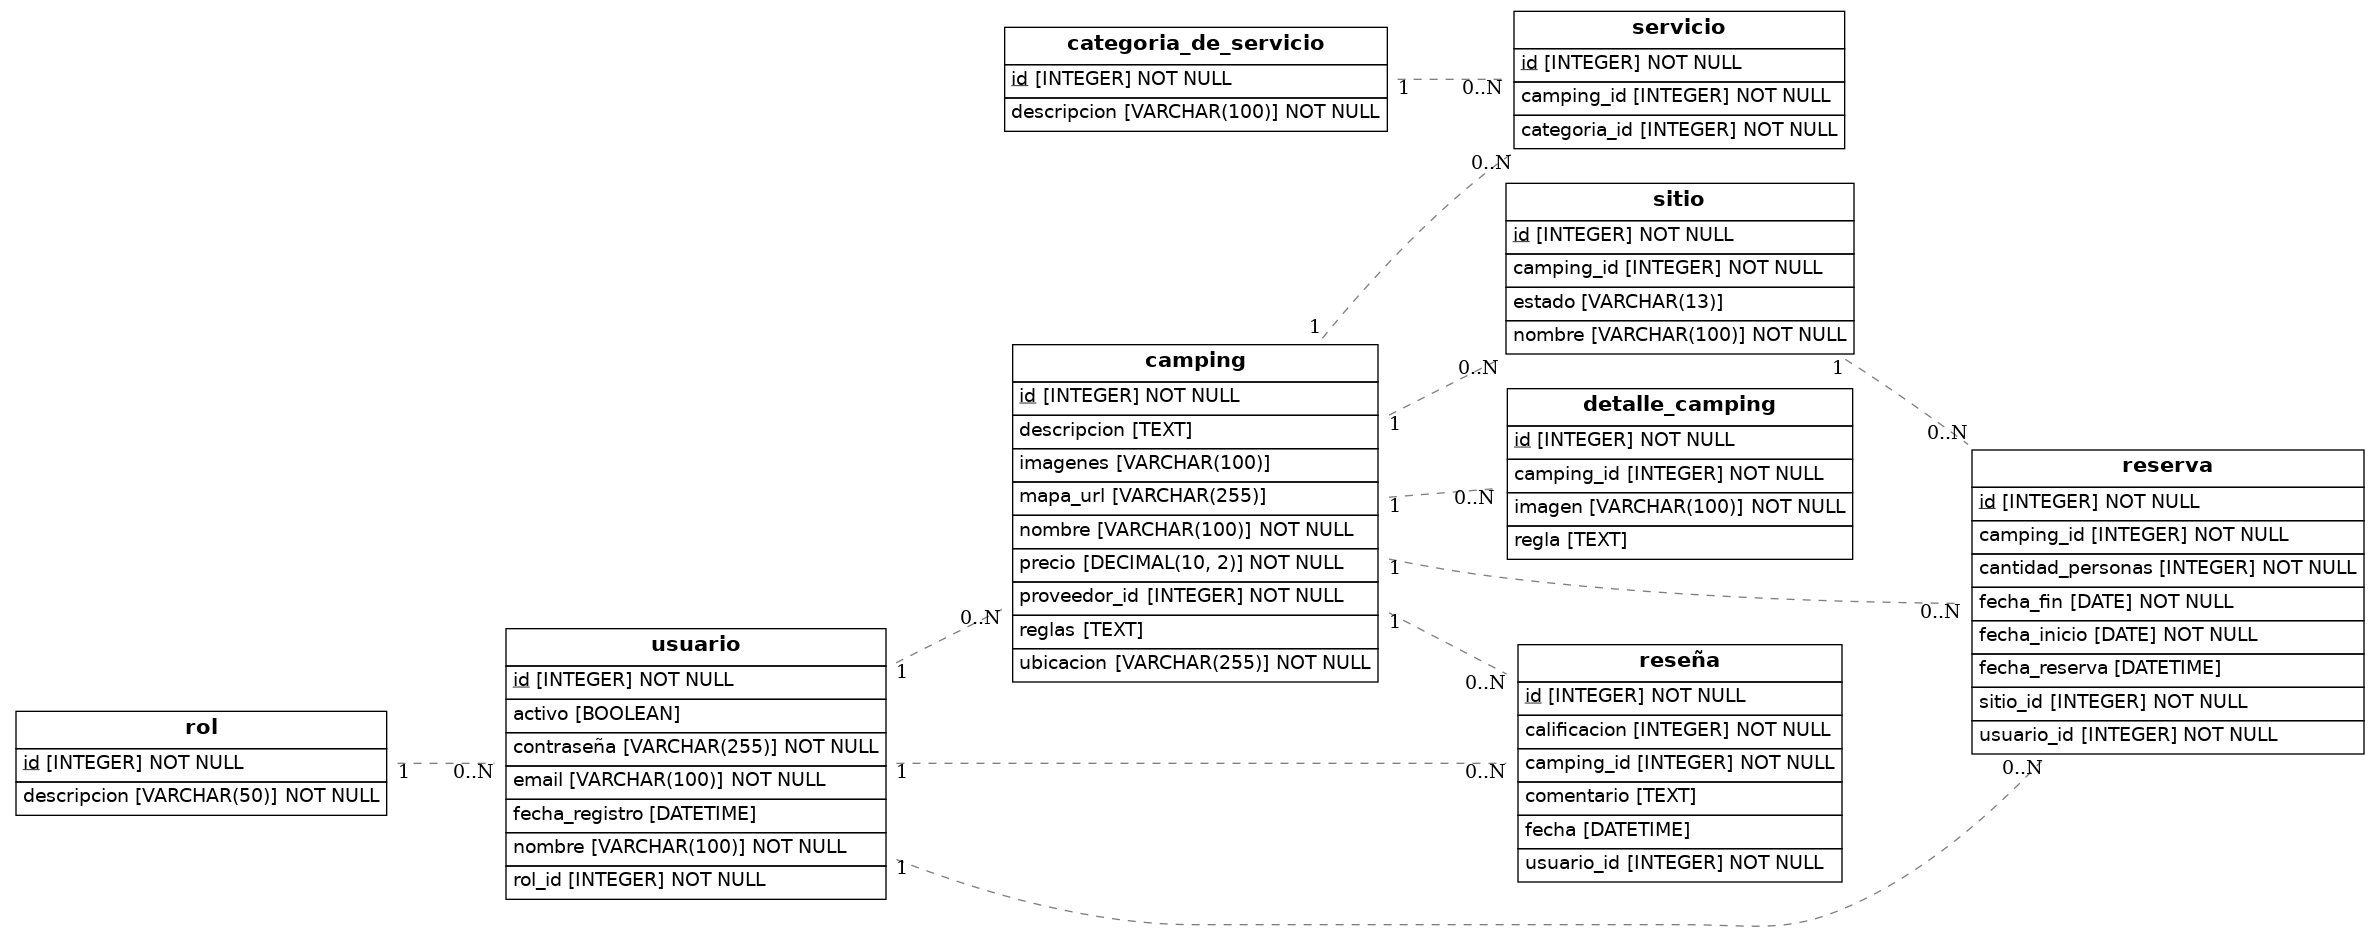 categoria_de_servicio
id [INTEGER] NOT NULL
descripcion [VARCHAR(100)] NOT NULL
1
0..N
servicio
id [INTEGER] NOT NULL
camping_id [INTEGER] NOT NULL
categoria_id [INTEGER] NOT NULL
0..N
1
sitio
id [INTEGER] NOT NULL
camping_id [INTEGER] NOT NULL
estado [VARCHAR(13)]
nombre [VARCHAR(100)] NOT NULL
0..N
1
1
0..N
camping
id [INTEGER] NOT NULL
descripcion [TEXT]
imagenes [VARCHAR(100)]
mapa_url [VARCHAR(255)]
nombre [VARCHAR(100)] NOT NULL
precio [DECIMAL(10, 2)] NOT NULL
proveedor_id [INTEGER] NOT NULL
reglas [TEXT]
ubicacion [VARCHAR(255)] NOT NULL
detalle_camping
id [INTEGER] NOT NULL
camping_id [INTEGER] NOT NULL
imagen [VARCHAR(100)] NOT NULL
regla [TEXT]
1
0..N
1
0..N
1
0..N
reserva
id [INTEGER] NOT NULL
camping_id [INTEGER] NOT NULL
cantidad_personas [INTEGER] NOT NULL
fecha_fin [DATE] NOT NULL
fecha_inicio [DATE] NOT NULL
fecha_reserva [DATETIME]
sitio_id [INTEGER] NOT NULL
usuario_id [INTEGER] NOT NULL
0..N
usuario
id [INTEGER] NOT NULL
activo [BOOLEAN]
contraseña [VARCHAR(255)] NOT NULL
email [VARCHAR(100)] NOT NULL
fecha_registro [DATETIME]
nombre [VARCHAR(100)] NOT NULL
rol_id [INTEGER] NOT NULL
1
0..N
1
0..N
1
reseña
id [INTEGER] NOT NULL
calificacion [INTEGER] NOT NULL
camping_id [INTEGER] NOT NULL
comentario [TEXT]
fecha [DATETIME]
usuario_id [INTEGER] NOT NULL
rol
id [INTEGER] NOT NULL
descripcion [VARCHAR(50)] NOT NULL
1
0..N